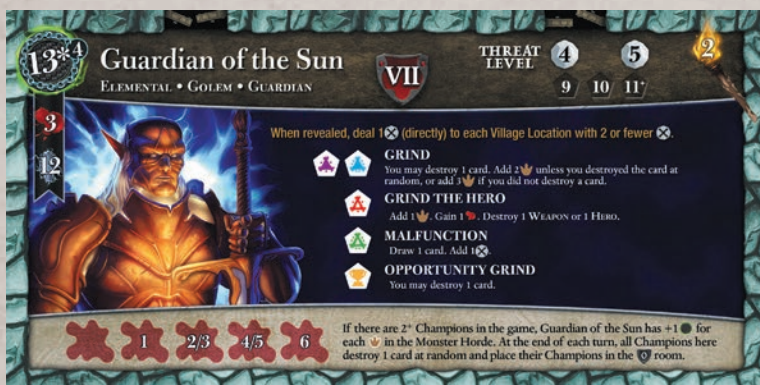 13*4
Guardian of the Sun
ELEMENTAL • GOLEM • GUARDIAN
VII
THREAT LEVEL 4 5
9 10 11+
2
3
12
When revealed, deal 1 (directly) to each Village Location with 2 or fewer .
GRIND
You may destroy 1 card. Add 2 unless you destroyed the card at
random, or add 3 if you did not destroy a card.
GRIND THE HERO
Add 1 . Gain 1 . Destroy 1 WEAPON or 1 HERO.
MALFUNCTION
Draw 1 card. Add 1 .
OPPORTUNITY GRIND
You may destroy 1 card.
1 2/3 4/5 6
If there are 2+ Champions in the game, Guardian of the Sun has +1 for
each in the Monster Horde. At the end of each turn, all Champions here
destroy 1 card at random and place their Champions in the 0 room.